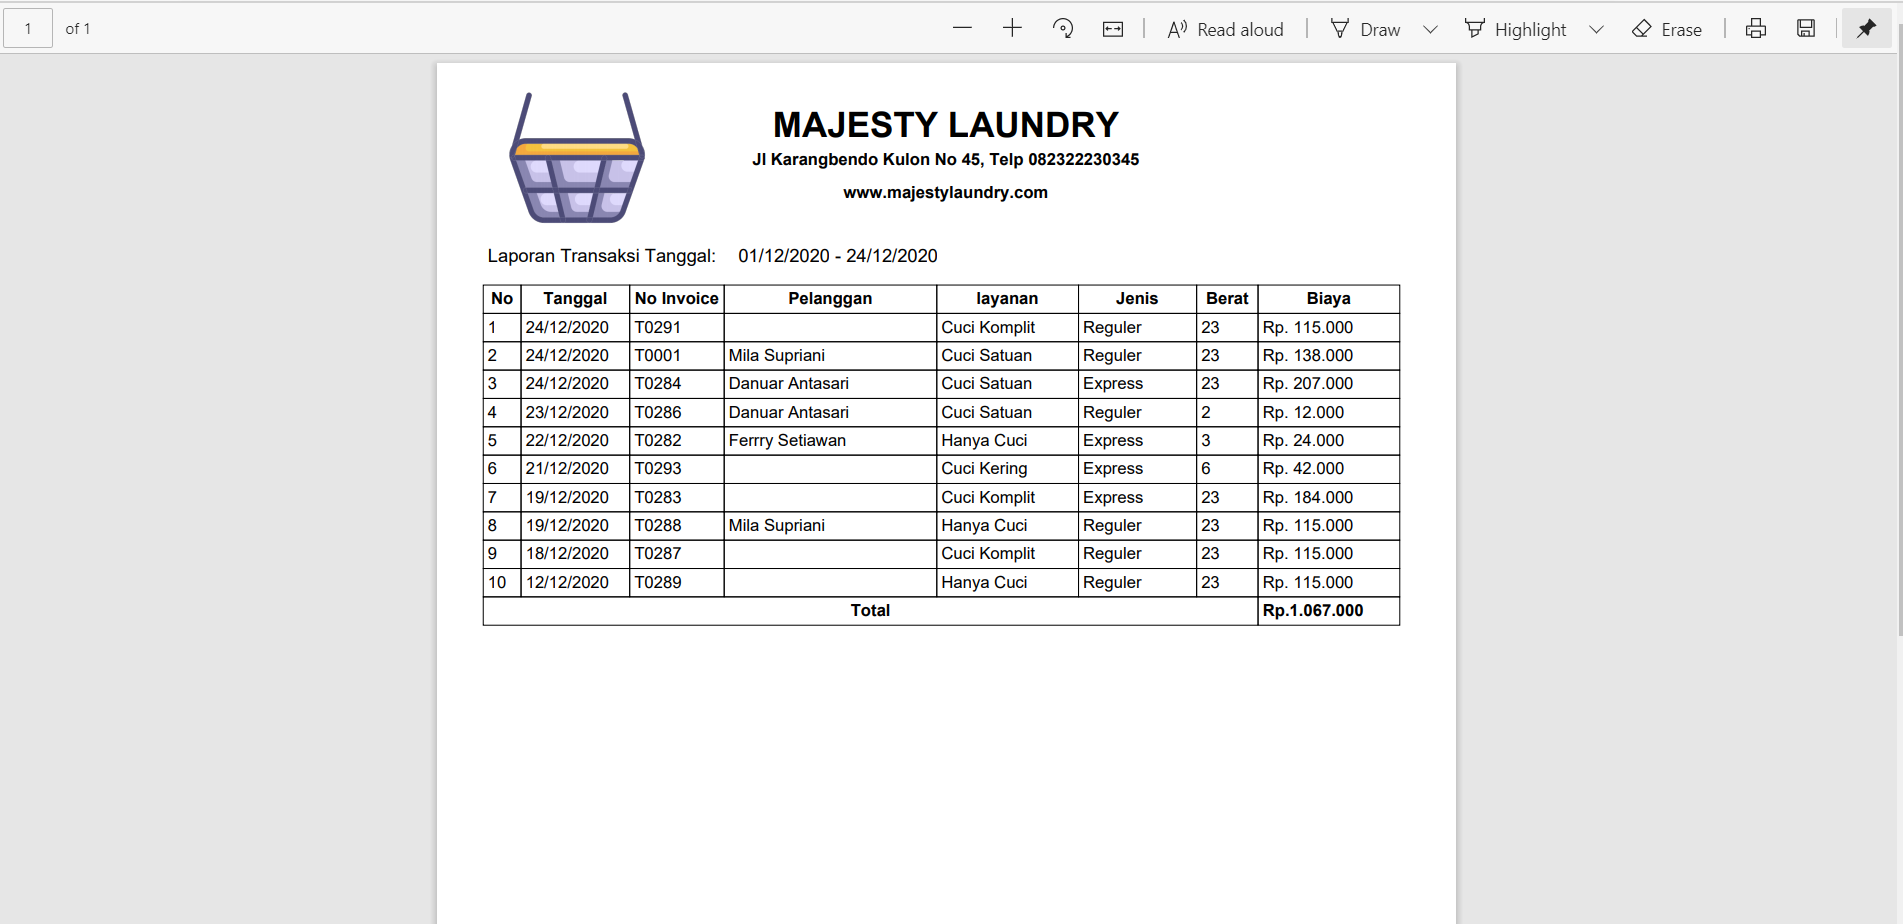 1 of 1 Read aloud Draw Highlight Erase
MAJESTY LAUNDRY
Jl Karangbendo Kulon No 45, Telp 082322230345
www.majestylaundry.com
Laporan Transaksi Tanggal: 01/12/2020 - 24/12/2020
No Tanggal No Invoice Pelanggan layanan Jenis Berat Biaya
1 24/12/2020 T0291 Cuci Komplit Reguler 23 Rp. 115.000
2 24/12/2020 T0001 Mila Supriani Cuci Satuan Reguler 23 Rp. 138.000
3 24/12/2020 T0284 Danuar Antasari Cuci Satuan Express 23 Rp. 207.000
4 23/12/2020 T0286 Danuar Antasari Cuci Satuan Reguler 2 Rp. 12.000
5 22/12/2020 T0282 Ferrry Setiawan Hanya Cuci Express 3 Rp. 24.000
6 21/12/2020 T0293 Cuci Kering Express 6 Rp. 42.000
7 19/12/2020 T0283 Cuci Komplit Express 23 Rp. 184.000
8 19/12/2020 T0288 Mila Supriani Hanya Cuci Reguler 23 Rp. 115.000
9 18/12/2020 T0287 Cuci Komplit Reguler 23 Rp. 115.000
10 12/12/2020 T0289 Hanya Cuci Reguler 23 Rp. 115.000
Total Rp.1.067.000